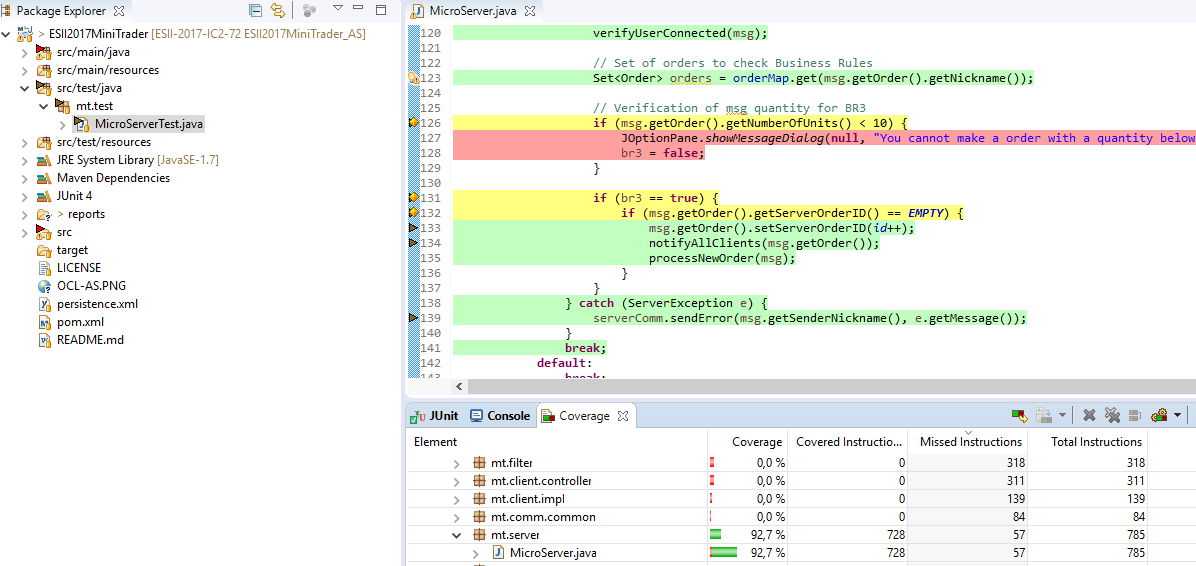 Package Explorer
ESII2017MiniTrader [ESII-2017-IC2-72 ESII2017MiniTrader_AS]
src/main/java
src/main/resources
src/test/java
mt.test
MicroServerTest.java
src/test/resources
JRE System Library [JavaSE-1.7]
Maven Dependencies
JUnit 4
> reports
src
target
LICENSE
OCL-AS.PNG
persistence.xml
pom.xml
README.md
MicroServer.java
120 verifyUserConnected(msg);
121
122 // Set of orders to check Business Rules
123 Set<Order> orders = orderMap.get(msg.getOrder().getNickname());
124
125 // Verification of msg quantity for BR3
126 if (msg.getOrder().getNumberOfUnits() < 10) {
127 JOptionPane.showMessageDialog(null, "You cannot make a order with a quantity below
128 br3 = false;
129 }
130
131 if (br3 == true) {
132 if (msg.getOrder().getServerOrderID() == EMPTY) {
133 msg.getOrder().setServerOrderID(id++);
134 notifyAllClients(msg.getOrder());
135 processNewOrder(msg);
136 }
137 }
138 } catch (ServerException e) {
139 serverComm.sendError(msg.getSenderNickname(), e.getMessage());
140 }
141 break;
142 default:
143 break;
JUnit Console Coverage
Element Coverage Covered Instructio... Missed Instructions Total Instructions
mt.filter 0,0 % 0 318 318
mt.client.controller 0,0 % 0 311 311
mt.client.impl 0,0 % 0 139 139
mt.comm.common 0,0 % 0 84 84
mt.server 92,7 % 728 57 785
MicroServer.java 92,7 % 728 57 785